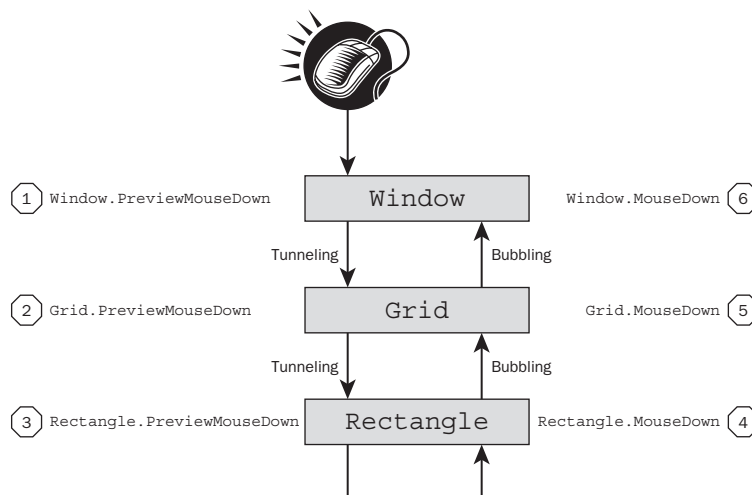 Window
1 Window.PreviewMouseDown
Window.MouseDown 6
Tunneling
Bubbling
Grid
2 Grid.PreviewMouseDown
Grid.MouseDown 5
Tunneling
Bubbling
Rectangle
3 Rectangle.PreviewMouseDown
Rectangle.MouseDown 4